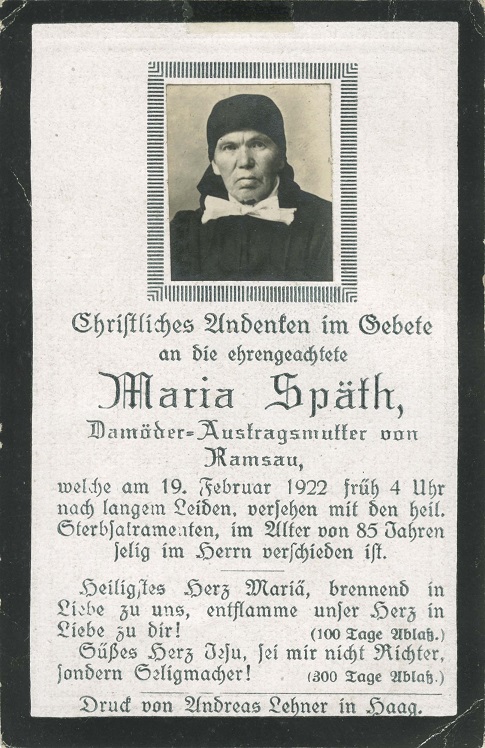 Christliches Andenken im Gebete
an die ehrengeachtete
Maria Späth,
Damöder-Austragsmutter von
Ramsau,
welche am 19. Februar 1922 früh 4 Uhr
nach langem Leiden, versehen mit den heil.
Sterbsakramenten, im Alter von 85 Jahren
selig im Herrn verschieden ist.
Heiligstes Herz Mariä, brennend in
Liebe zu uns, entflamme unser Herz in
Liebe zu dir! (100 Tage Ablaß.)
Süßes Herz Jesu, sei mir nicht Richter,
sondern Seligmacher! (300 Tage Ablaß.)
Druck von Andreas Lehner in Haag.